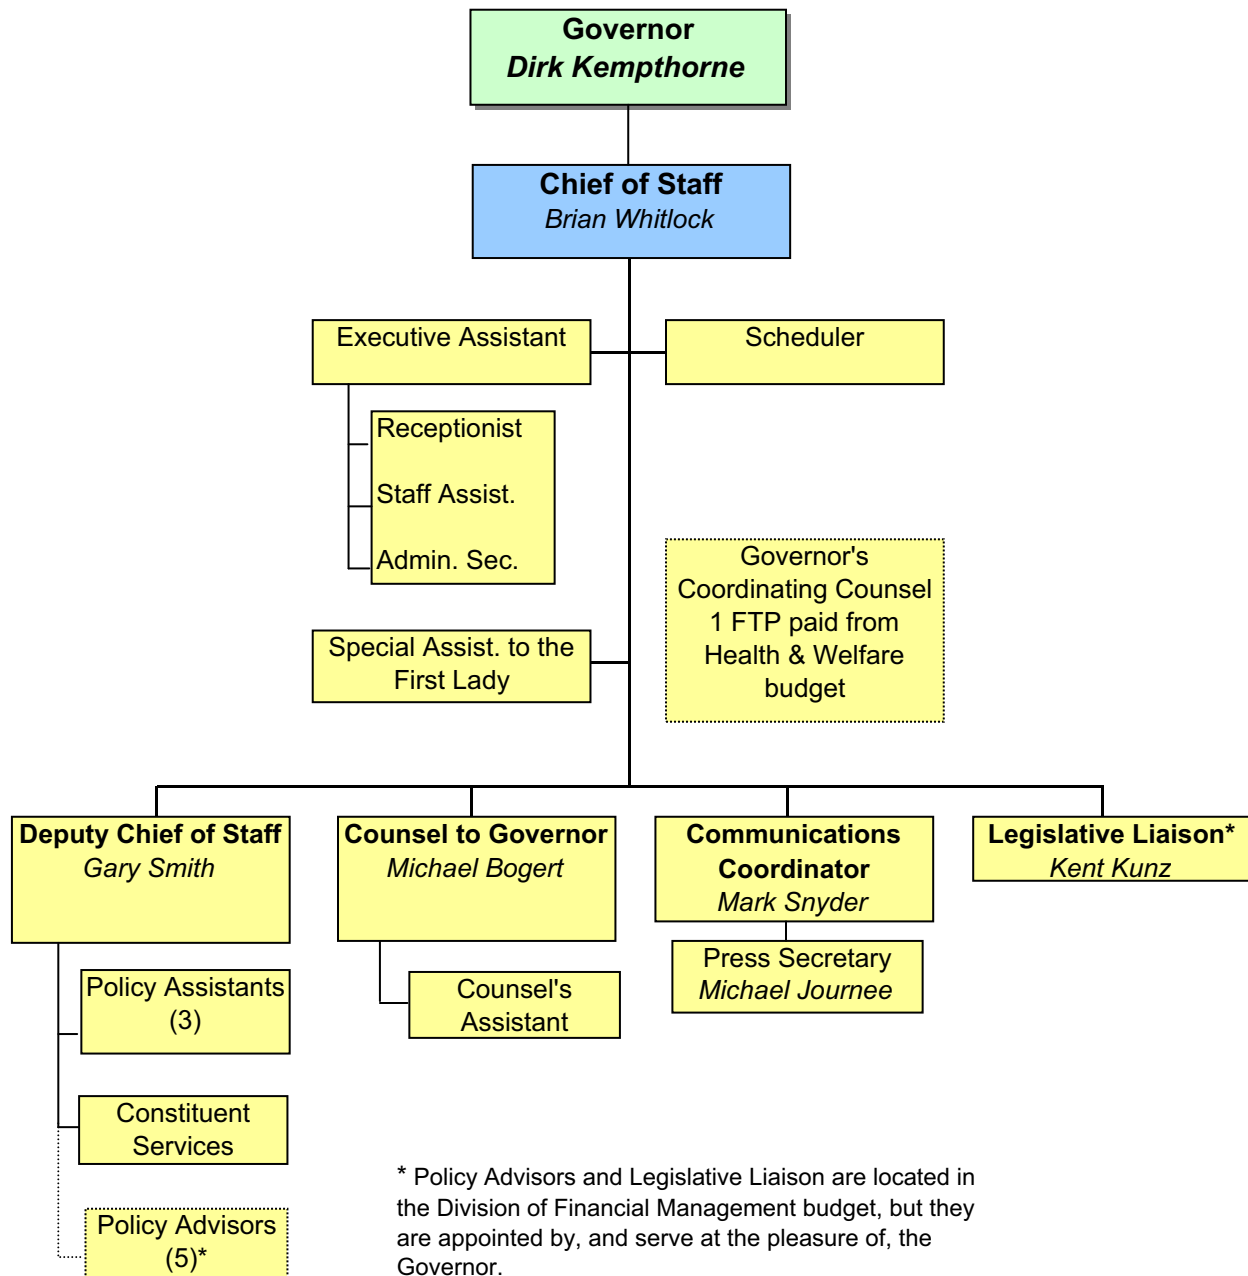 Governor
Dirk Kempthorne
Chief of Staff
Brian Whitlock
Executive Assistant
Scheduler
Receptionist
Staff Assist.
Admin. Sec.
Governor's
Coordinating Counsel
1 FTP paid from
Health & Welfare
budget
Special Assist. to the
First Lady
Deputy Chief of Staff
Gary Smith
Counsel to Governor
Michael Bogert
Communications
Coordinator
Mark Snyder
Legislative Liaison*
Kent Kunz
Policy Assistants
(3)
Counsel's
Assistant
Press Secretary
Michael Journee
Constituent
Services
Policy Advisors
(5)*
* Policy Advisors and Legislative Liaison are located in
the Division of Financial Management budget, but they
are appointed by, and serve at the pleasure of, the
Governor.